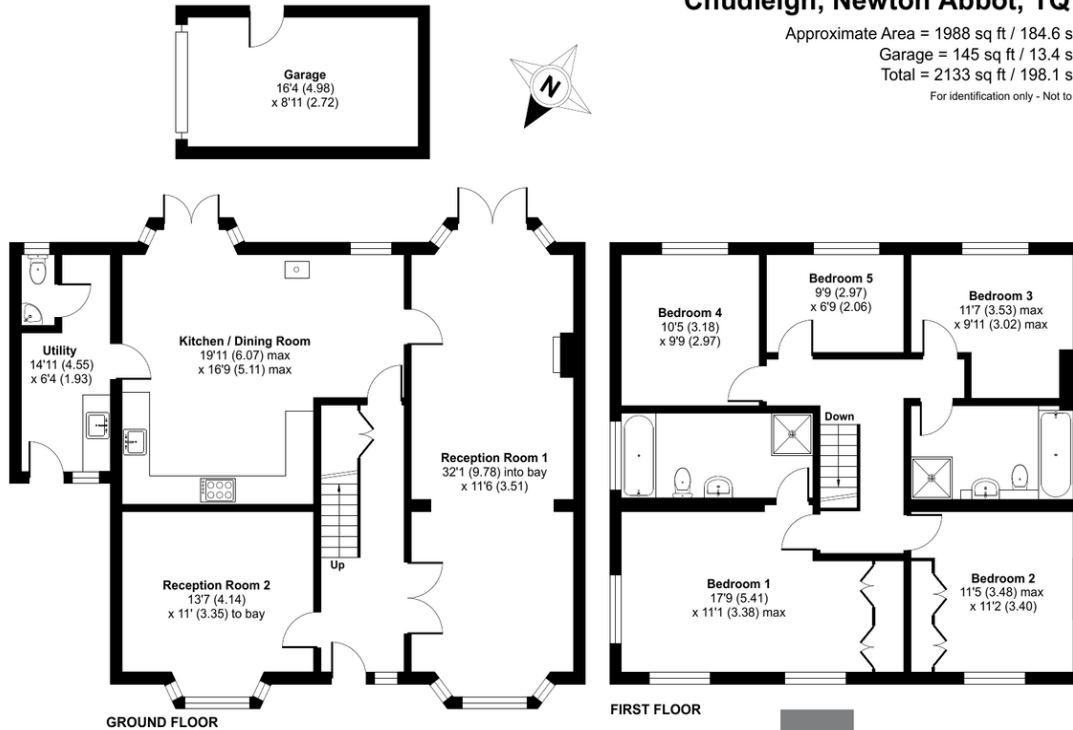 Chudleigh, Newton Abbot, TQ
Approximate Area = 1988 sq ft / 184.6 s
Garage = 145 sq ft / 13.4 s
Total = 2133 sq ft / 198.1 s
For identification only - Not to
Garage
16'4 (4.98)
x 8'11 (2.72)
N
Utility
14'11 (4.55)
x 6'4 (1.93)
Kitchen / Dining Room
19'11 (6.07) max
x 16'9 (5.11) max
Reception Room 1
32'1 (9.78) into bay
x 11'6 (3.51)
Up
Reception Room 2
13'7 (4.14)
x 11' (3.35) to bay
GROUND FLOOR
Bedroom 4
10'5 (3.18)
x 9'9 (2.97)
Bedroom 5
9'9 (2.97)
x 6'9 (2.06)
Bedroom 3
11'7 (3.53) max
x 9'11 (3.02) max
Down
Bedroom 1
17'9 (5.41)
x 11'1 (3.38) max
Bedroom 2
11'5 (3.48) max
x 11'2 (3.40)
FIRST FLOOR